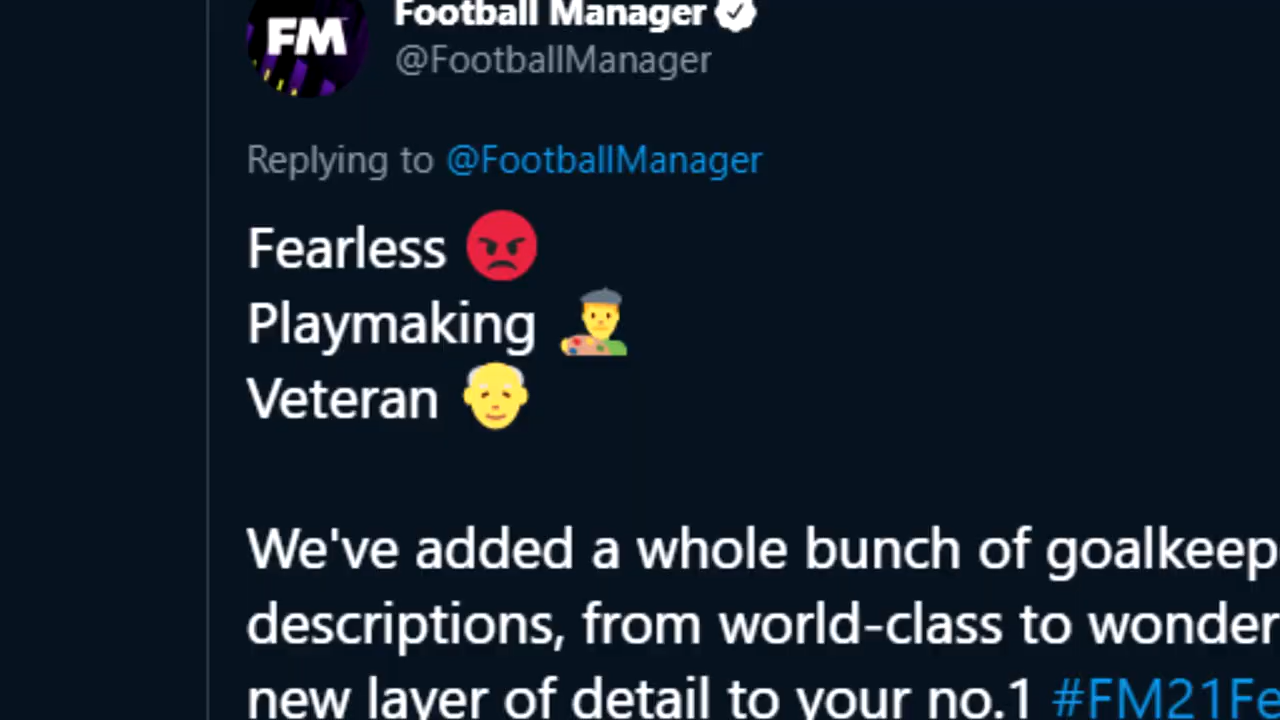 FM
Football Manager
@FootballManager
Replying to @FootballManager
Fearless 😡
Playmaking 👨‍🎨
Veteran 👴
We've added a whole bunch of goalkeep
descriptions, from world-class to wonder
new layer of detail to your no.1 #FM21Fe